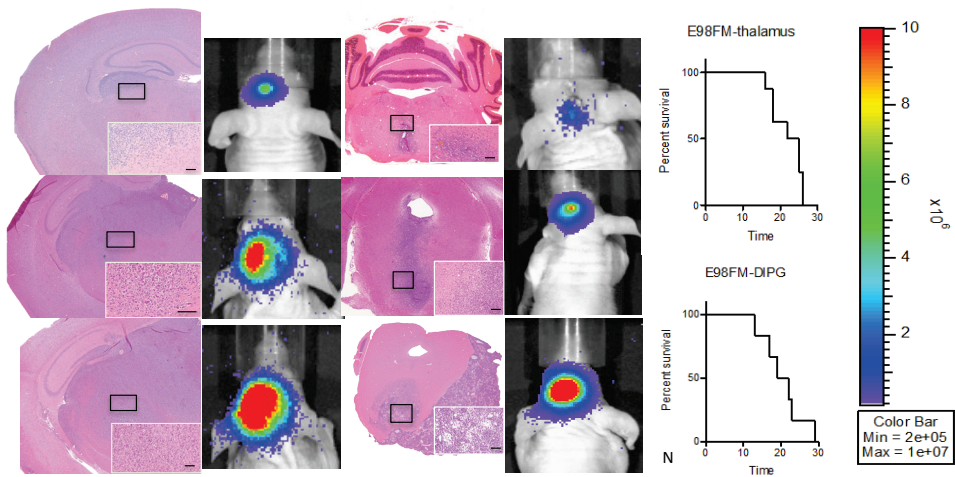 E98FM-thalamus
100
50
0
Percent survival
0 10 20 30
Time
E98FM-DIPG
100
50
0
Percent survival
0 10 20 30
Time
N
10
8
6
4
2
x10^6
Color Bar
Min = 2e+05
Max = 1e+07